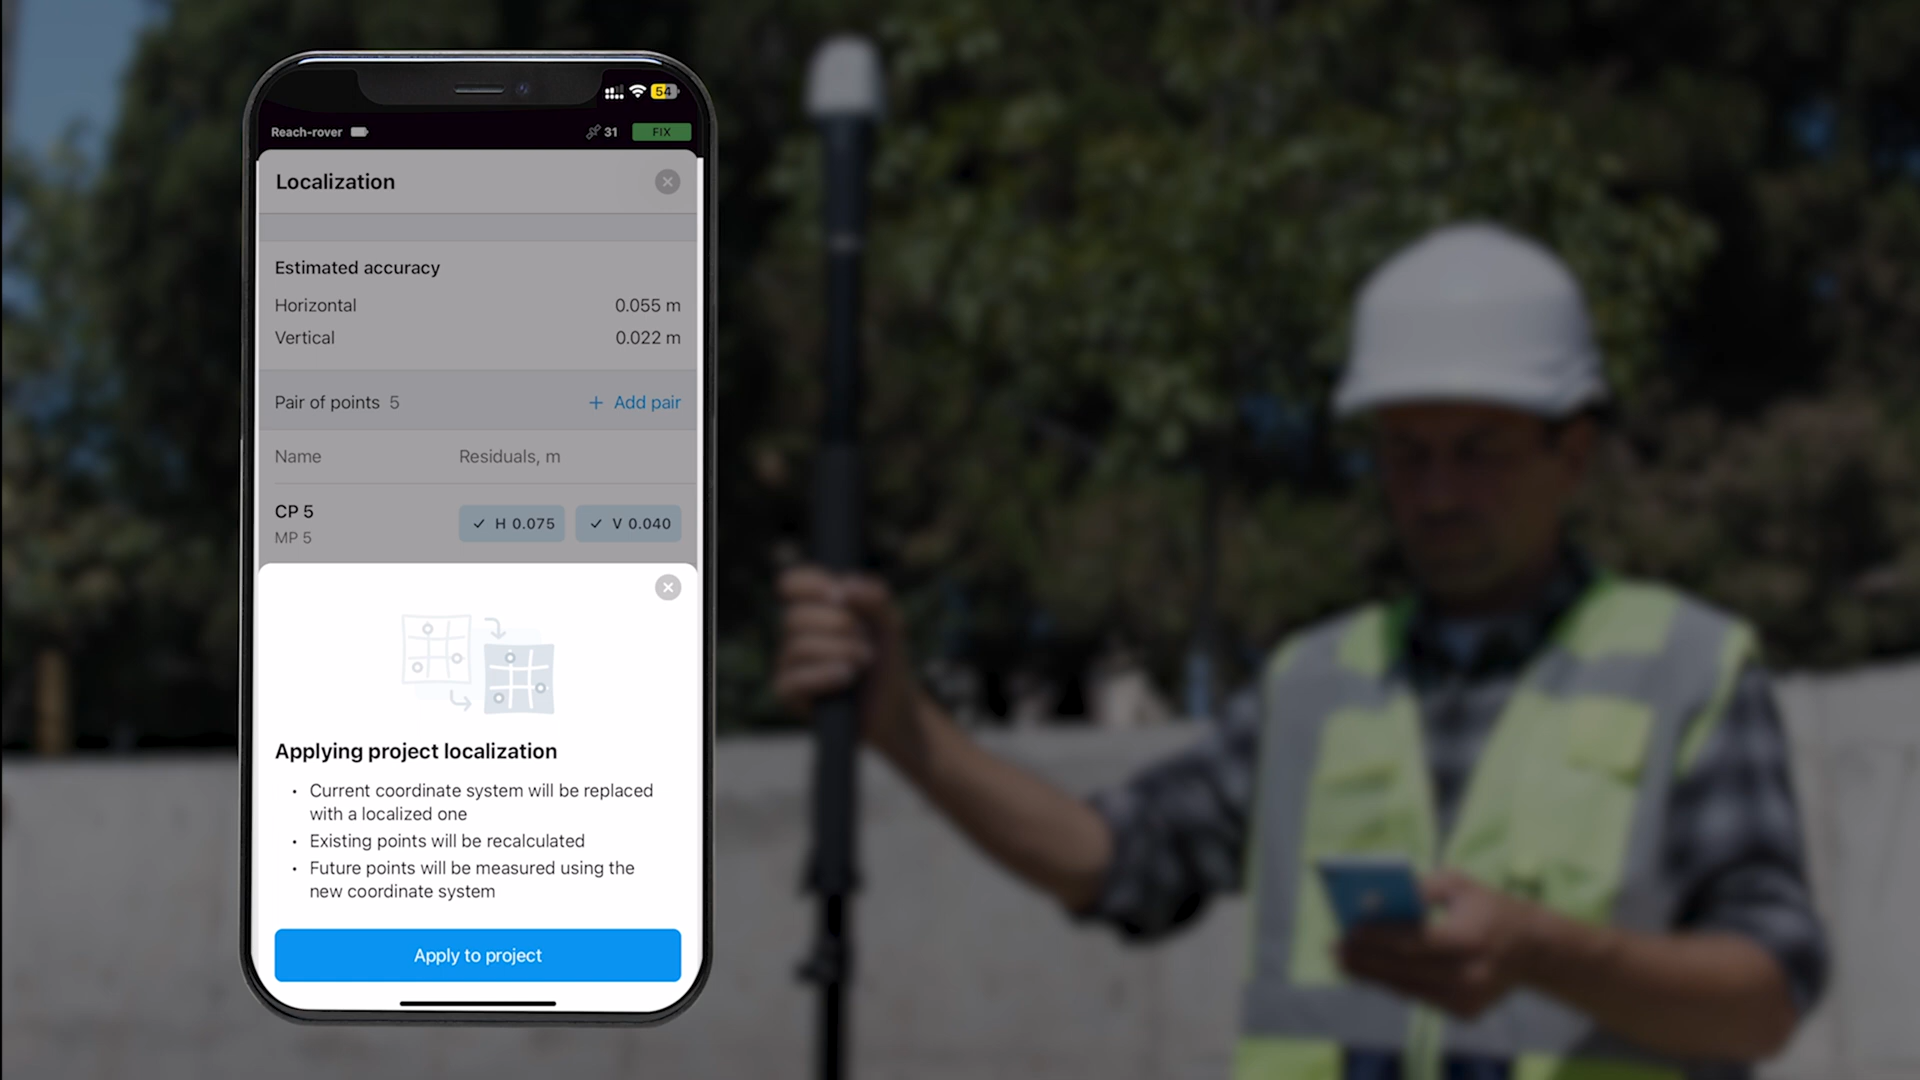 54
Reach-rover 31 FIX
Localization
Estimated accuracy
Horizontal 0.055 m
Vertical 0.022 m
Pair of points 5 + Add pair
Name Residuals, m
CP 5 ✓ H 0.075 ✓ V 0.040
MP 5
Applying project localization
• Current coordinate system will be replaced
with a localized one
• Existing points will be recalculated
• Future points will be measured using the
new coordinate system
Apply to project